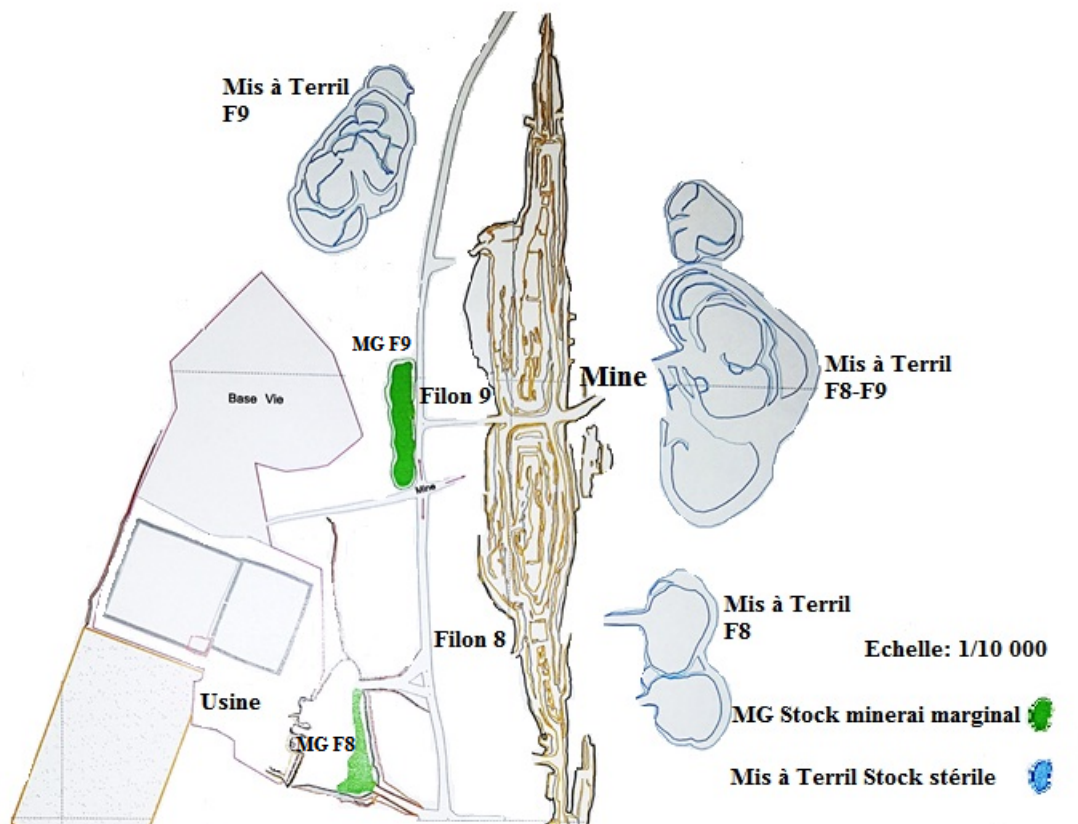 Mis à Terril
F9
MG F9
Filon 9
Mine
Mis à Terril
F8-F9
Base Vie
Mine
Mis à Terril
F8
Filon 8
Echelle: 1/10 000
Usine
MG Stock minerai marginal
MG F8
Mis à Terril Stock stérile